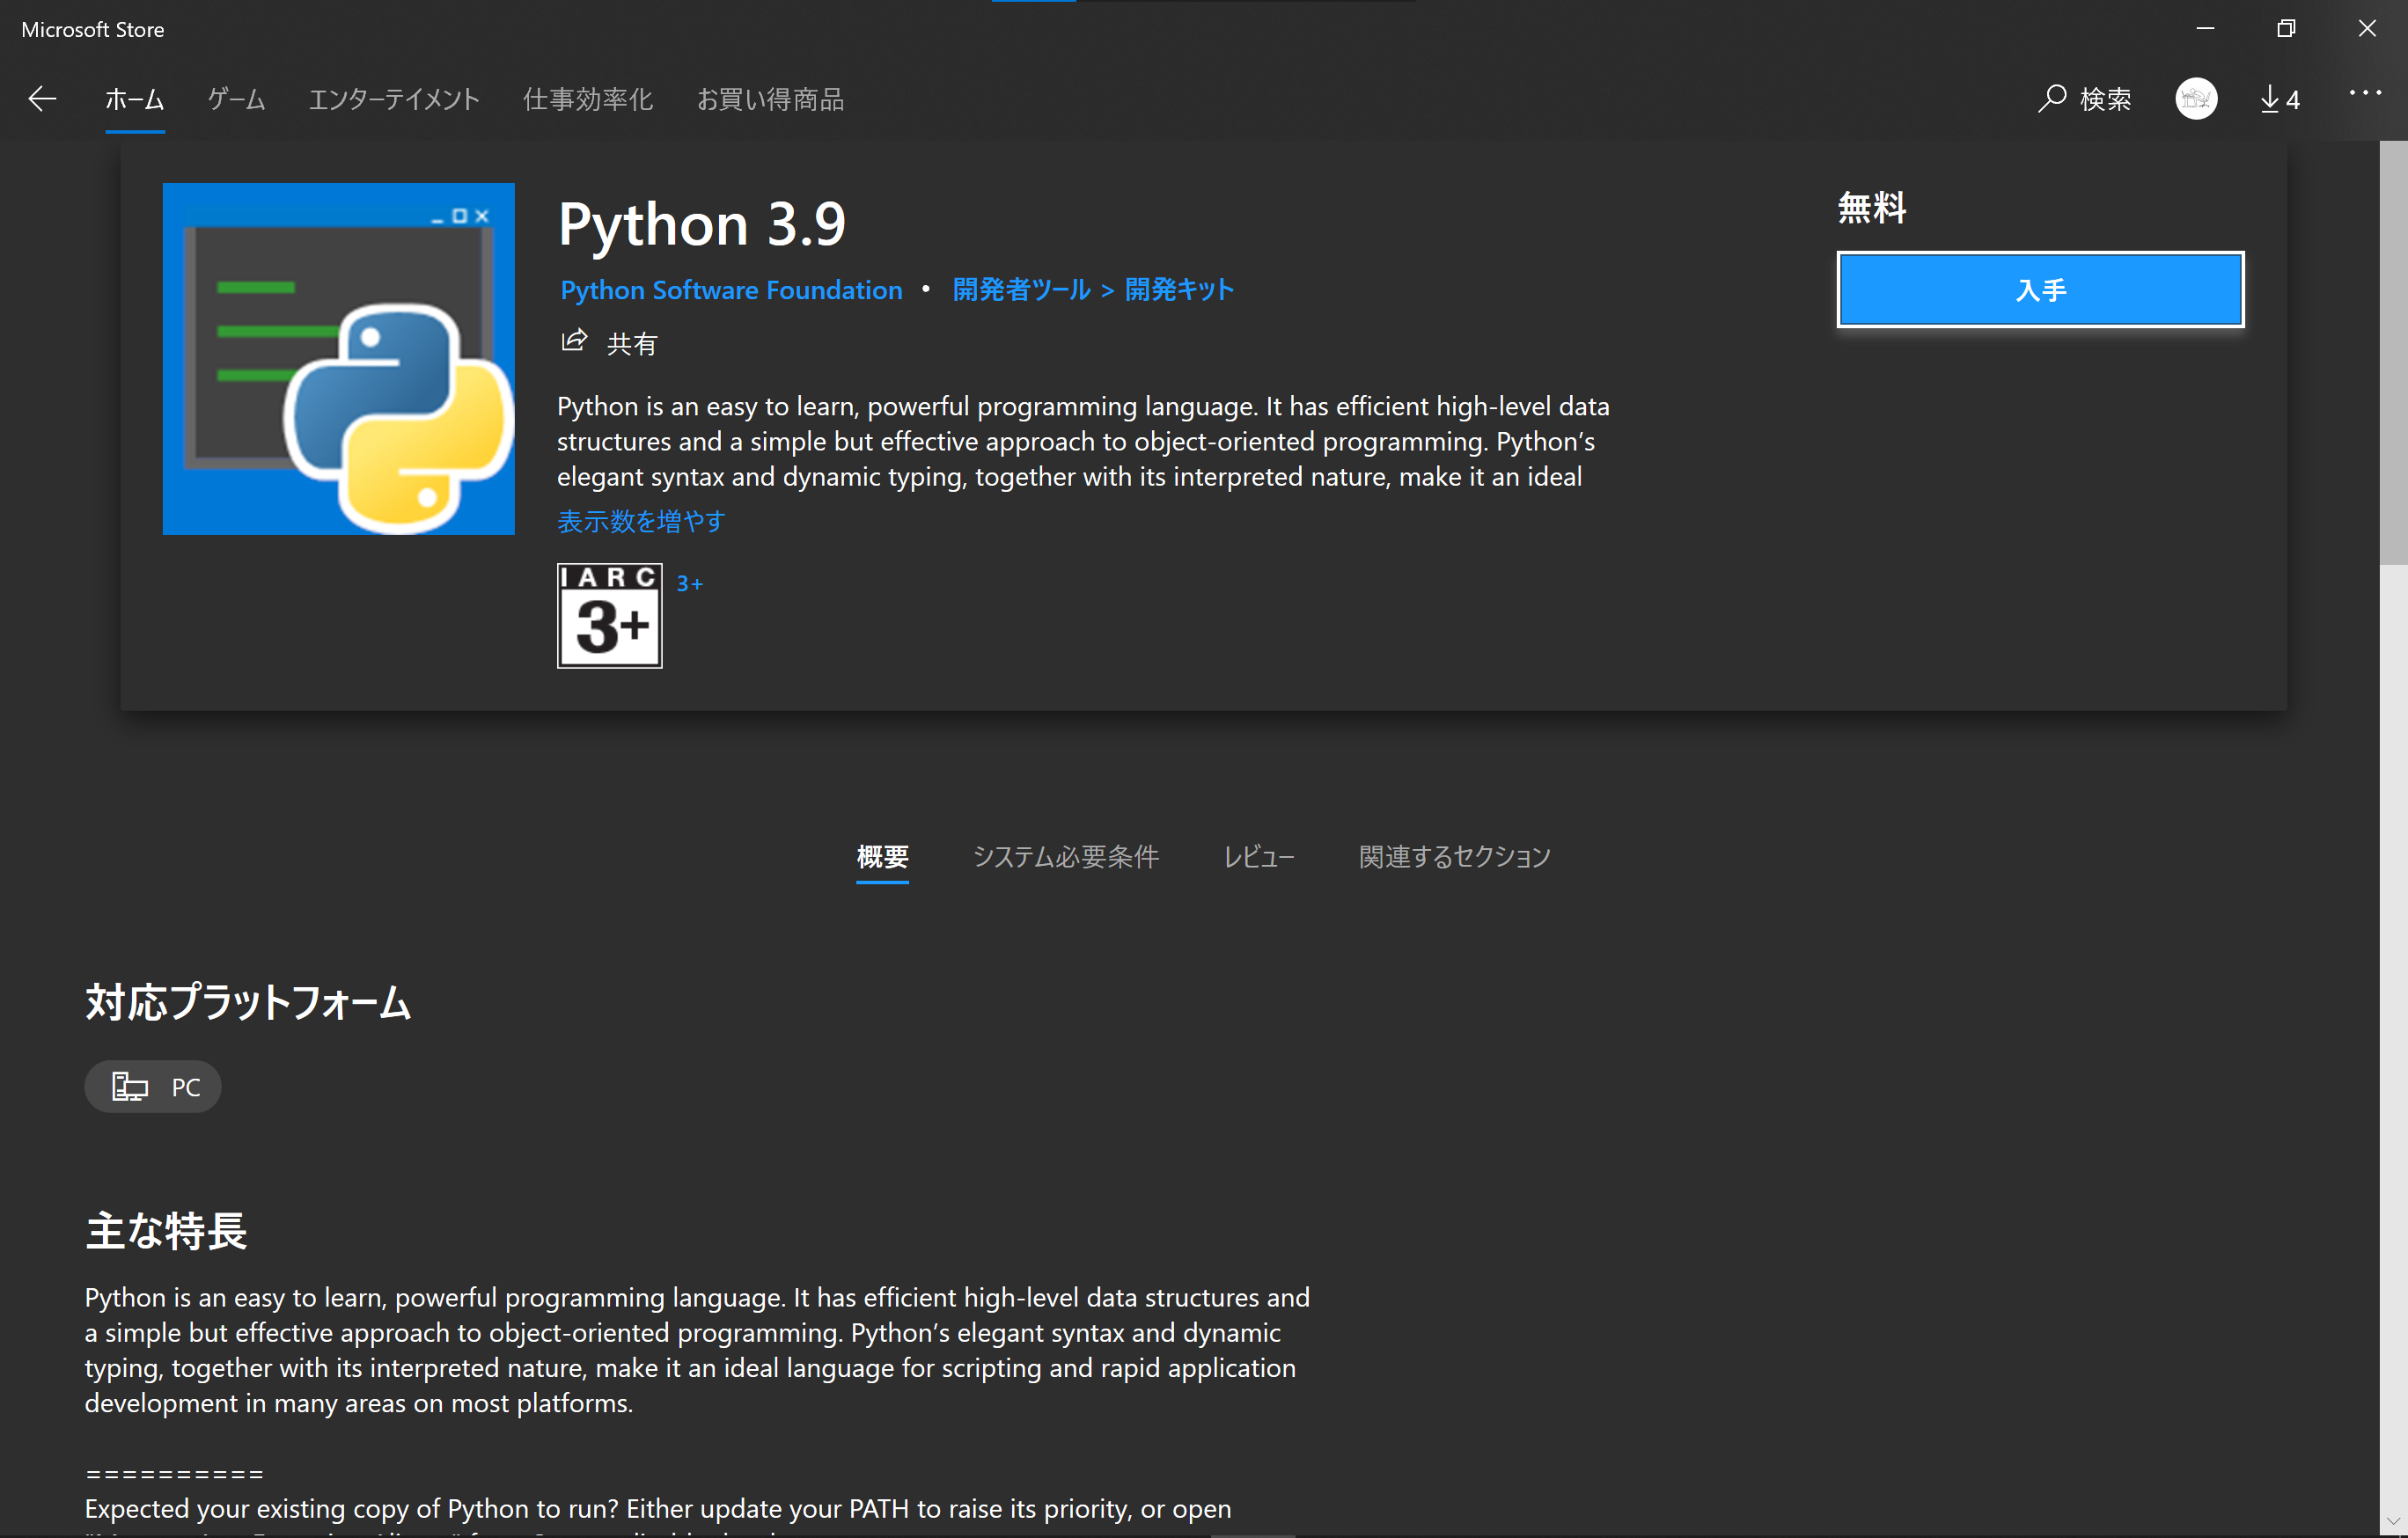 Microsoft Store
ホーム ゲーム エンターテイメント 仕事効率化 お買い得商品
検索 4
Python 3.9
無料
Python Software Foundation • 開発者ツール > 開発キット
入手
共有
Python is an easy to learn, powerful programming language. It has efficient high-level data
structures and a simple but effective approach to object-oriented programming. Python’s
elegant syntax and dynamic typing, together with its interpreted nature, make it an ideal
表示数を増やす
IARC
3+
3+
概要 システム必要条件 レビュー 関連するセクション
対応プラットフォーム
PC
主な特長
Python is an easy to learn, powerful programming language. It has efficient high-level data structures and
a simple but effective approach to object-oriented programming. Python’s elegant syntax and dynamic
typing, together with its interpreted nature, make it an ideal language for scripting and rapid application
development in many areas on most platforms.
==========
Expected your existing copy of Python to run? Either update your PATH to raise its priority, or open